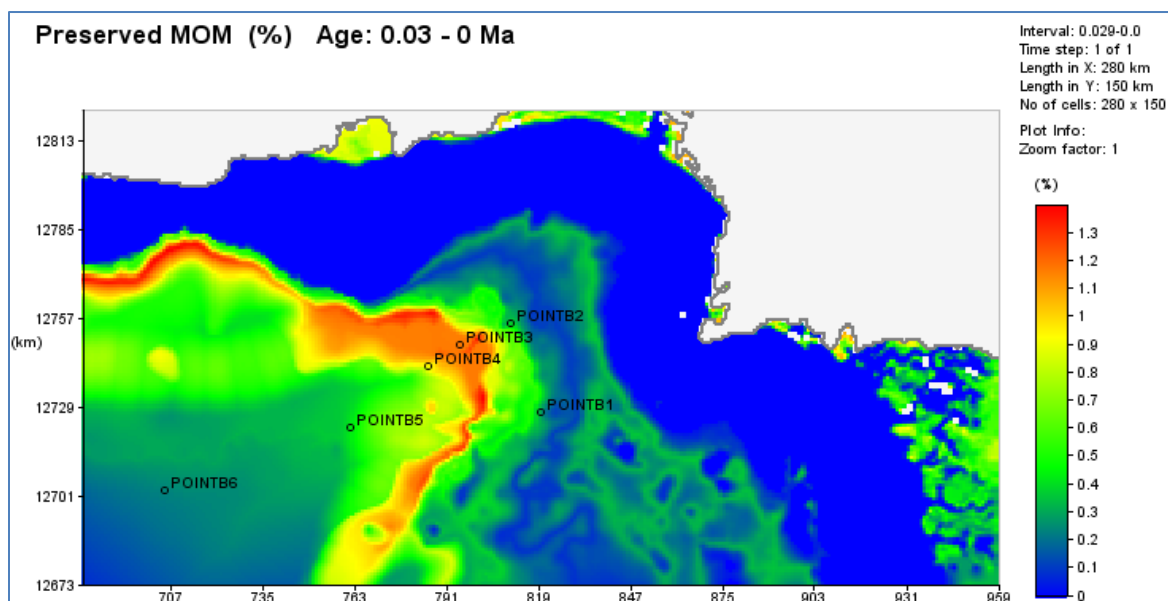 Preserved MOM (%) Age: 0.03 - 0 Ma
Interval: 0.029-0.0
Time step: 1 of 1
Length in X: 280 km
Length in Y: 150 km
No of cells: 280 x 150
Plot Info:
Zoom factor: 1
(%)
1.3
1.2
1.1
1
0.9
0.8
0.7
0.6
0.5
0.4
0.3
0.2
0.1
0
12813
12785
12757
(km)
12729
12701
12673
POINTB2
POINTB3
POINTB4
POINTB1
POINTB5
POINTB6
707
735
763
791
819
847
875
903
931
959